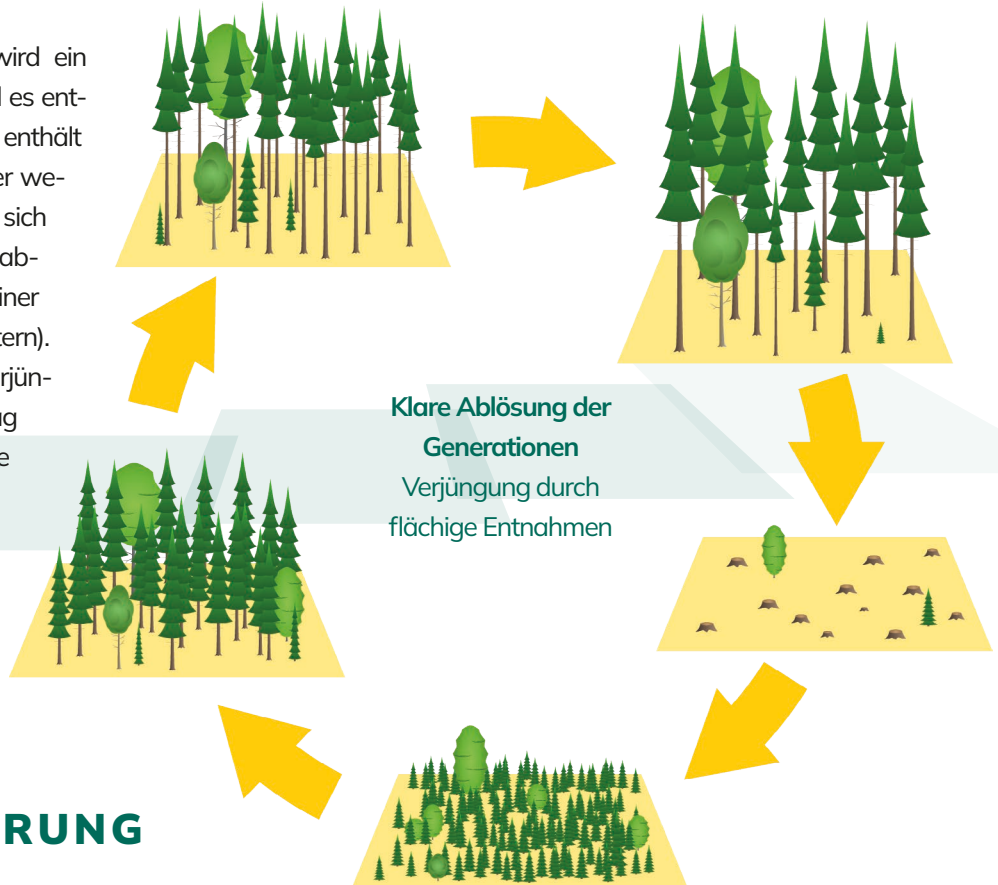 wird ein
es ent-
enthält
er we-
sich
ab-
iner
tern).
rjün-
ug
e
Klare Ablösung der
Generationen
Verjüngung durch
flächige Entnahmen
RUNG